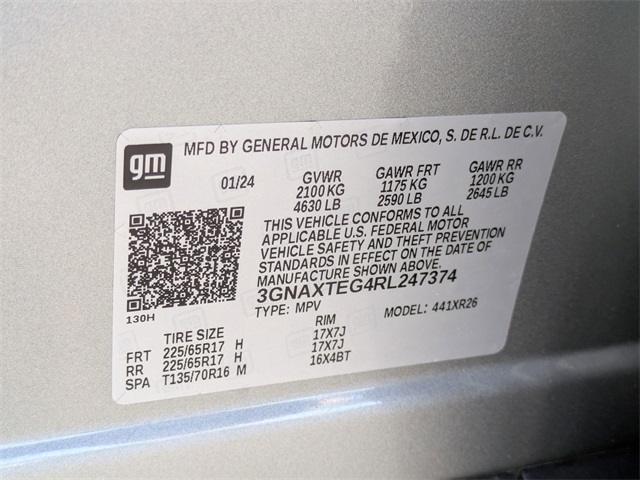 MFD BY GENERAL MOTORS DE MEXICO, S. DE R.L. DE C.V.
gm
01/24 GVWR GAWR FRT GAWR RR
2100 KG 1175 KG 1200 KG
4630 LB 2590 LB 2645 LB
THIS VEHICLE CONFORMS TO ALL
APPLICABLE U.S. FEDERAL MOTOR
VEHICLE SAFETY AND THEFT PREVENTION
STANDARDS IN EFFECT ON THE DATE OF
MANUFACTURE SHOWN ABOVE.
3GNAXTEG4RL247374
130H
TYPE: MPV MODEL: 441XR26
TIRE SIZE RIM
FRT 225/65R17 H 17X7J
RR 225/65R17 H 17X7J
SPA T135/70R16 M 16X4BT